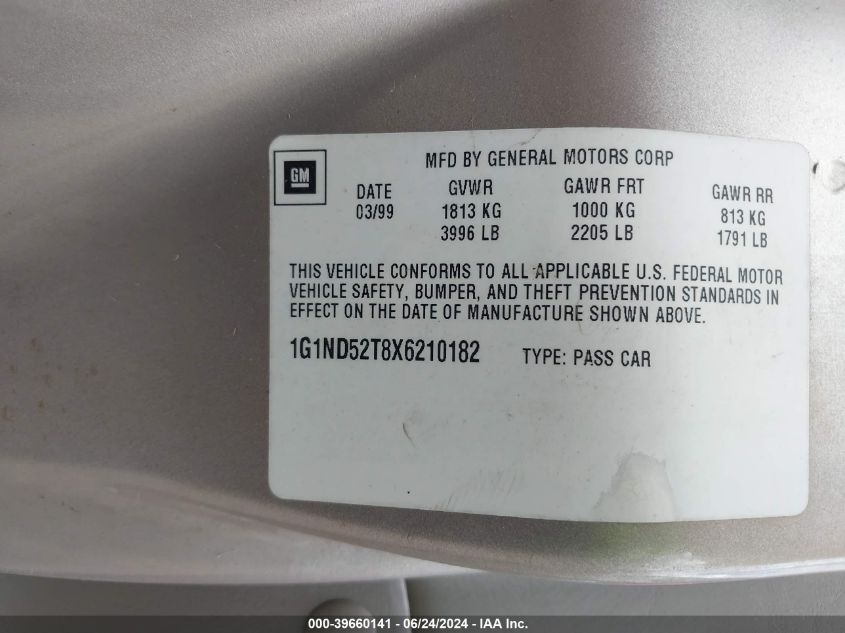 GM
MFD BY GENERAL MOTORS CORP
DATE GVWR GAWR FRT GAWR RR
03/99 1813 KG 1000 KG 813 KG
3996 LB 2205 LB 1791 LB
THIS VEHICLE CONFORMS TO ALL APPLICABLE U.S. FEDERAL MOTOR
VEHICLE SAFETY, BUMPER, AND THEFT PREVENTION STANDARDS IN
EFFECT ON THE DATE OF MANUFACTURE SHOWN ABOVE.
1G1ND52T8X6210182 TYPE: PASS CAR
000-39660141 - 06/24/2024 - IAA Inc.